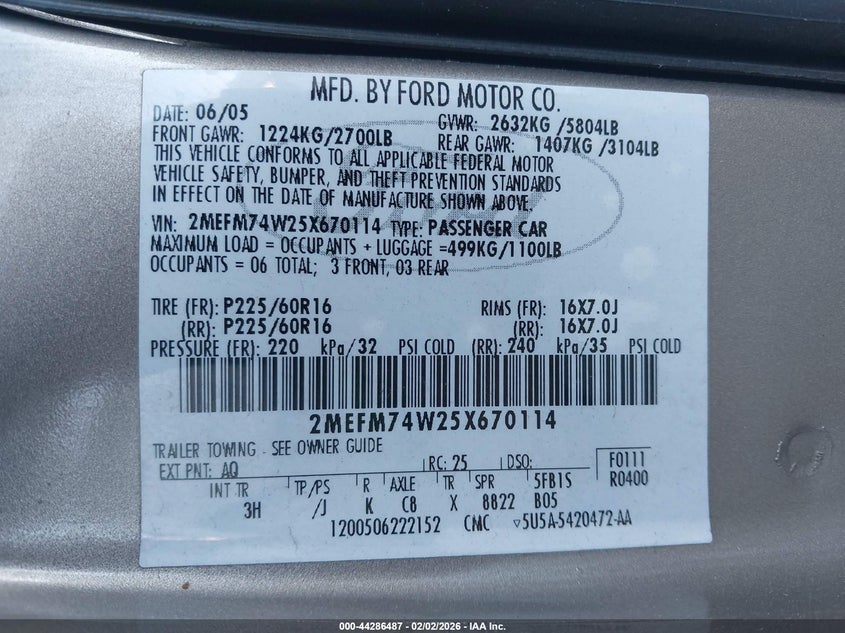 MFD. BY FORD MOTOR CO.
DATE: 06/05 GVWR: 2632KG /5804LB
FRONT GAWR: 1224KG/2700LB REAR GAWR: 1407KG /3104LB
THIS VEHICLE CONFORMS TO ALL APPLICABLE FEDERAL MOTOR
VEHICLE SAFETY, BUMPER, AND THEFT PREVENTION STANDARDS
IN EFFECT ON THE DATE OF MANUFACTURE SHOWN ABOVE.
VIN: 2MEFM74W25X670114 TYPE: PASSENGER CAR
MAXIMUM LOAD = OCCUPANTS + LUGGAGE =499KG/1100LB
OCCUPANTS = 06 TOTAL; 3 FRONT, 03 REAR
TIRE (FR): P225/60R16 RIMS (FR): 16X7.0J
(RR): P225/60R16 (RR): 16X7.0J
PRESSURE (FR): 220 kPa/32 PSI COLD (RR): 240 kPa/35 PSI COLD
2MEFM74W25X670114
TRAILER TOWING - SEE OWNER GUIDE
EXT PNT: AQ RC: 25 DSO: F0111
R0400
INT TR TP/PS R AXLE TR SPR 5FB1S
3H /J K C8 X 8822 B05
1200506222152 CMC ▽5U5A-5420472-AA
000-44286487 - 02/02/2026 - IAA Inc.